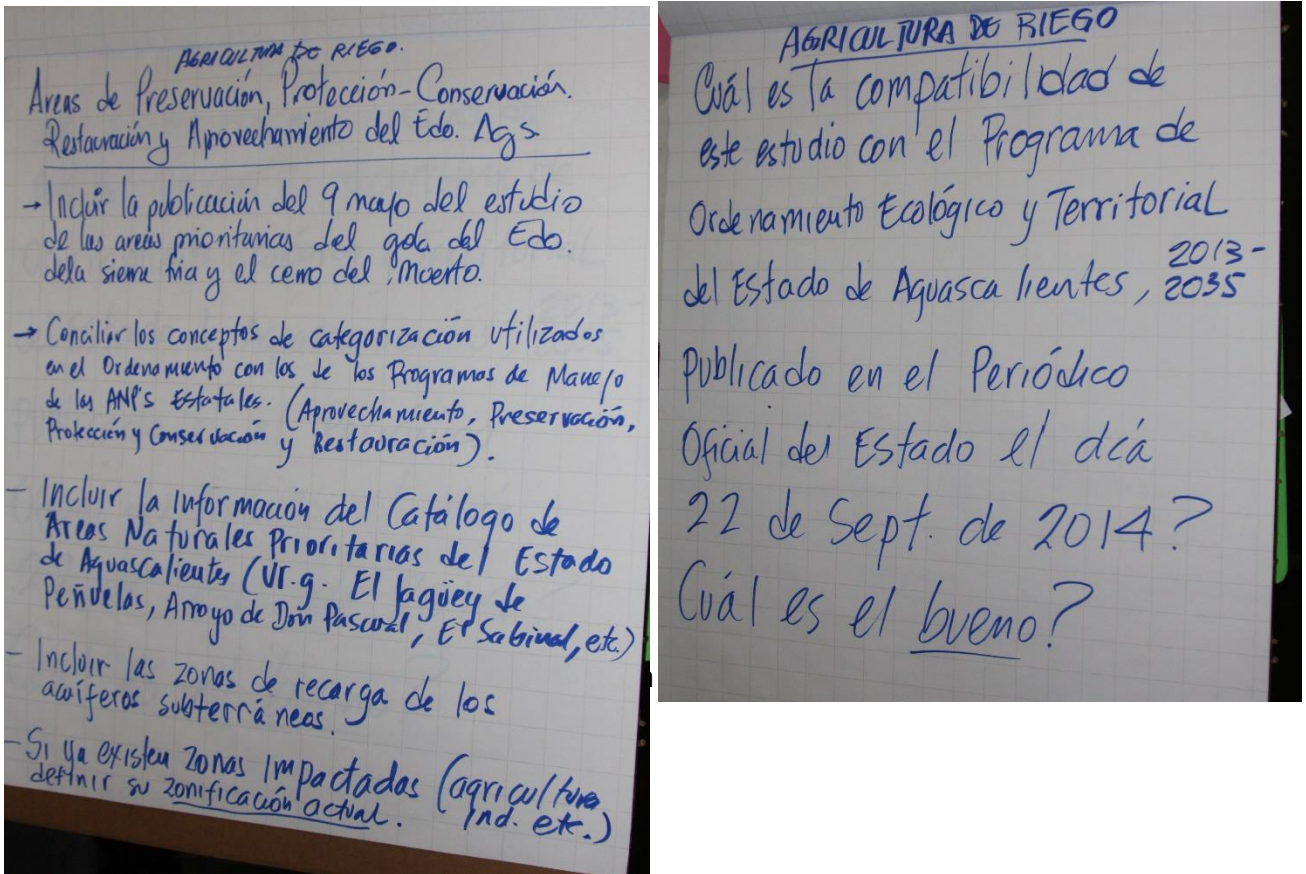 AGRICULTURA DE RIEGO.
Areas de Preservación, Protección-Conservación.
Restauración y Aprovechamiento del Edo. Ags.
→ Incluir la publicación del 9 mayo del estudio
de las areas prioritarias del gob. del Edo.
dela sierra fria y el cerro del Muerto.
→ Conciliar los conceptos de categorización utilizados
en el Ordenamiento con los de los Programas de Manejo
de las ANP's Estatales. (Aprovechamiento, Preservación,
Protección y Conservación y Restauración).
- Incluir la información del Catálogo de
Areas Naturales Prioritarias del Estado
de Aguascalientes (Vr.g. El Jagüey de
Peñuelas, Arroyo de Don Pascual, El Sabinal, etc.)
- Incluir las zonas de recarga de los
acuíferos subterráneos.
- Si ya existen zonas impactadas (agricultura
definir su zonificación actual. ind. etc.)
AGRICULTURA DE RIEGO
Cuál es la compatibilidad de
este estudio con el Programa de
Ordenamiento Ecológico y Territorial
del Estado de Aguascalientes, 2013-
2035
publicado en el Periódico
Oficial del Estado el día
22 de Sept. de 2014?
Cuál es el bueno?